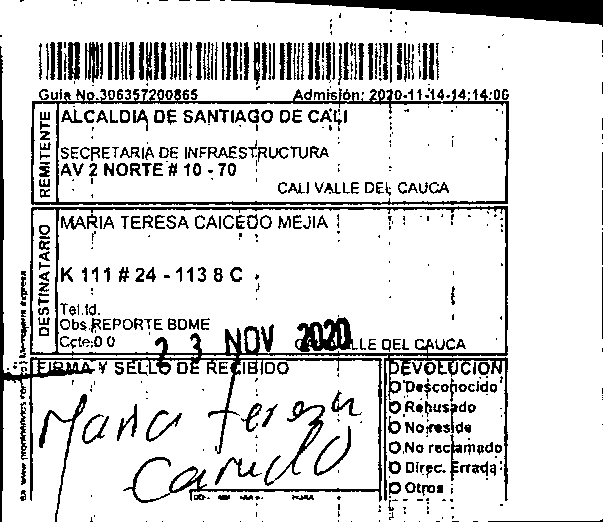 Guia No.306357200865 Admisión: 2020-11-14-14:14:06
REMITENTE
ALCALDIA DE SANTIAGO DE CALI
SECRETARIA DE INFRAESTRUCTURA
AV 2 NORTE # 10 - 70
CALI VALLE DEL CAUCA
DESTINATARIO
MARIA TERESA CAICEDO MEJIA
K 111 # 24 - 113 8 C
Tel.td.
Obs REPORTE BDME
Ccte:0 0
23 NOV 2020
LLE DEL CAUCA
FIRMA Y SELLO DE RECIBIDO
Maria teresa
DEVOLUCION
Desconocido
Rehusado
No reside
No reclamado
Direc. Errada
Otros